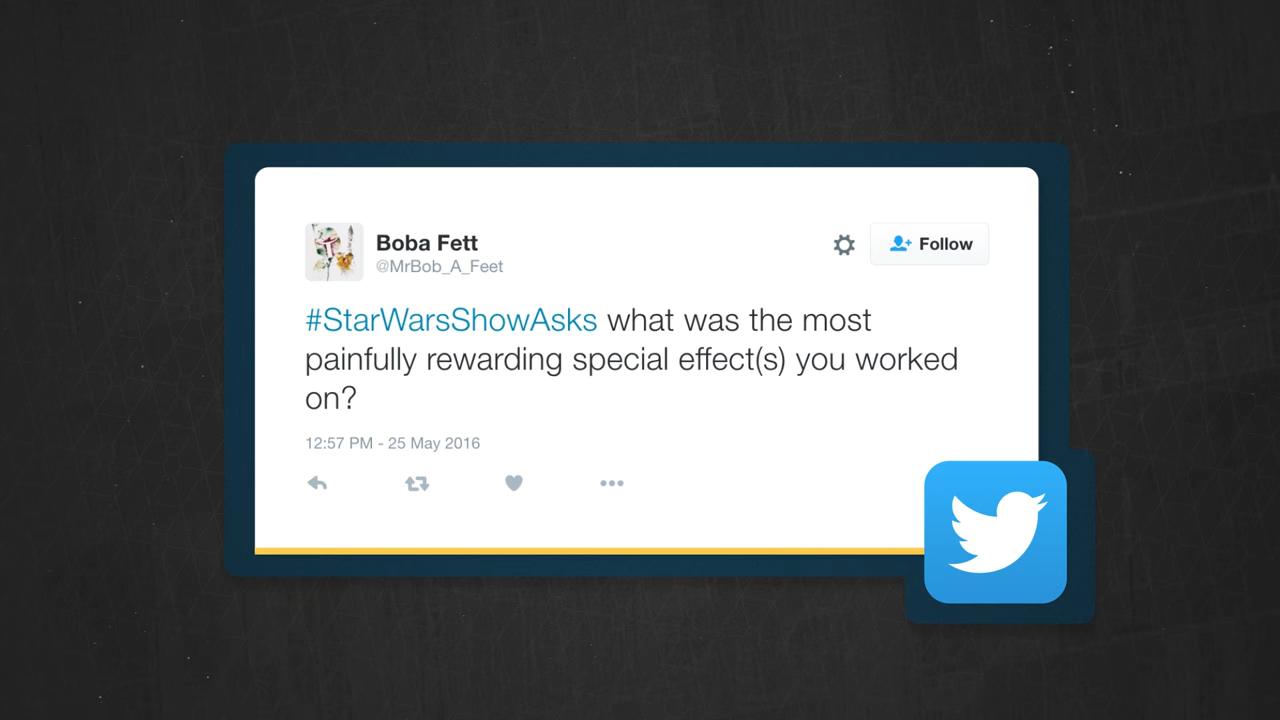 Boba Fett
@MrBob_A_Feet
Follow
#StarWarsShowAsks what was the most
painfully rewarding special effect(s) you worked
on?
12:57 PM - 25 May 2016